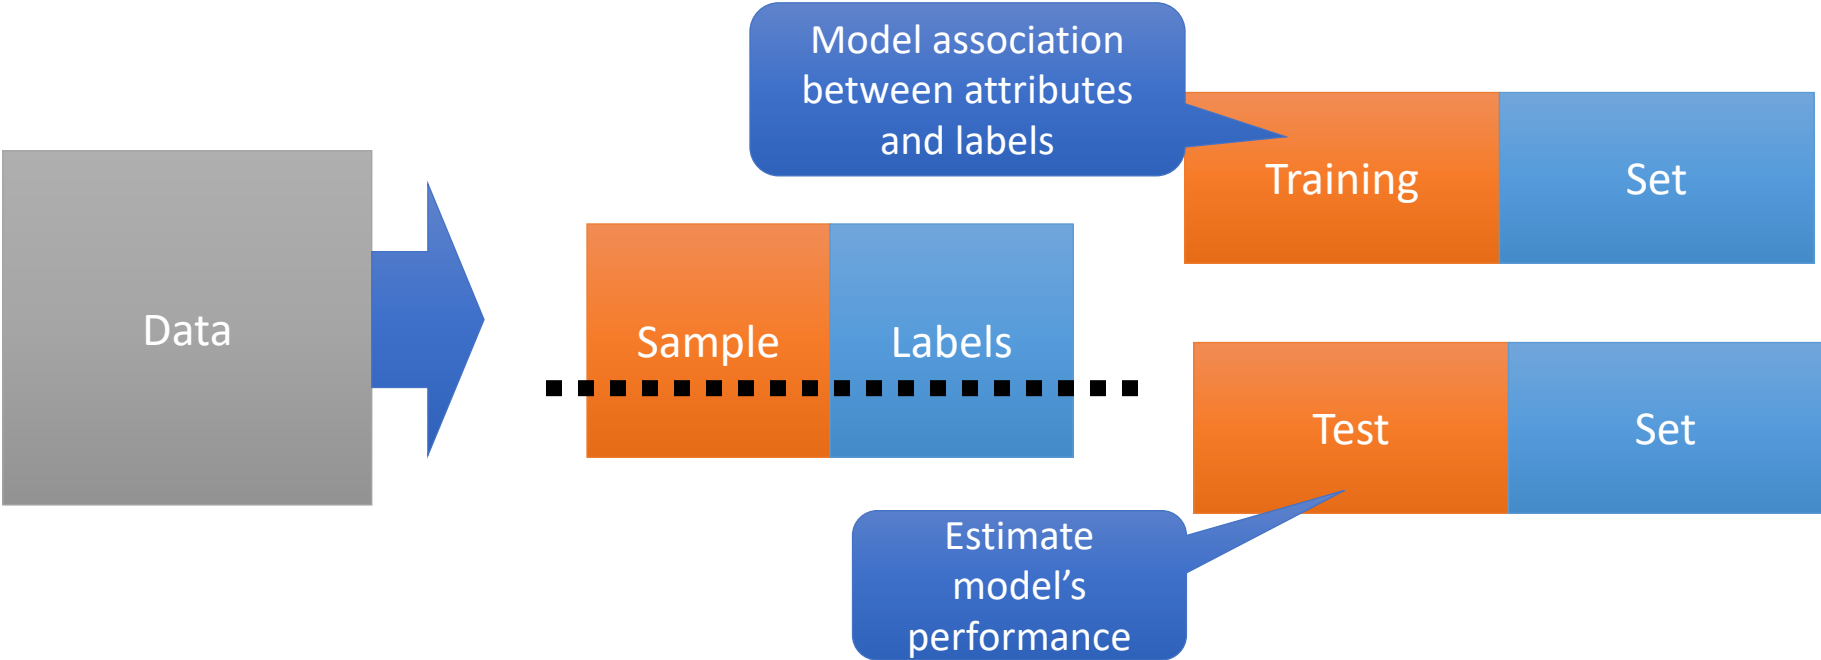 Data
Sample
Labels
Model association
between attributes
and labels
Training
Set
Test
Set
Estimate
model’s
performance